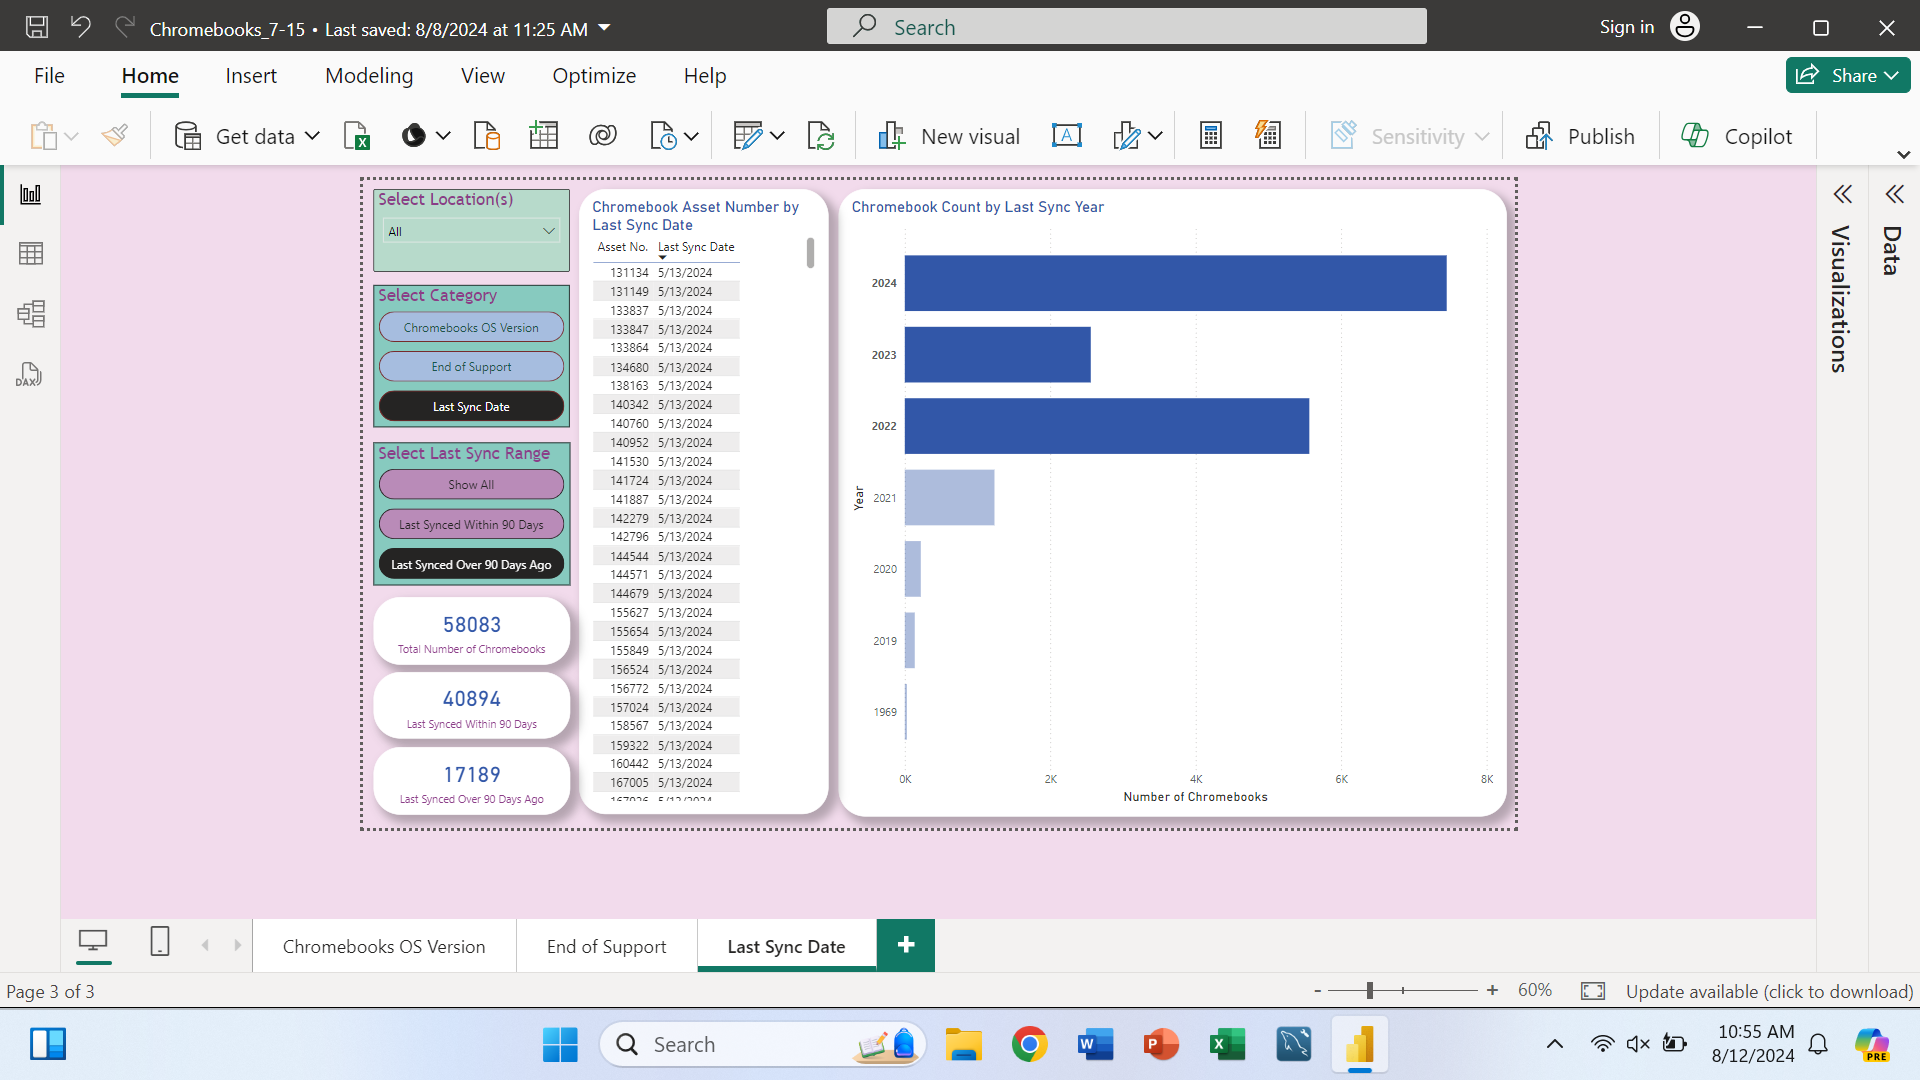 Chromebooks_7-15 • Last saved: 8/8/2024 at 11:25 AM
Search
Sign in
File
Home
Insert
Modeling
View
Optimize
Help
Share
Get data
New visual
Sensitivity
Publish
Copilot
Select Location(s)
All
Select Category
Chromebooks OS Version
End of Support
Last Sync Date
Select Last Sync Range
Show All
Last Synced Within 90 Days
Last Synced Over 90 Days Ago
58083
Total Number of Chromebooks
40894
Last Synced Within 90 Days
17189
Last Synced Over 90 Days Ago
Chromebook Asset Number by
Last Sync Date
Asset No. Last Sync Date
131134 5/13/2024
131149 5/13/2024
133837 5/13/2024
133847 5/13/2024
133864 5/13/2024
134680 5/13/2024
138163 5/13/2024
140342 5/13/2024
140760 5/13/2024
140952 5/13/2024
141530 5/13/2024
141724 5/13/2024
141887 5/13/2024
142279 5/13/2024
142796 5/13/2024
144544 5/13/2024
144571 5/13/2024
144679 5/13/2024
155627 5/13/2024
155654 5/13/2024
155849 5/13/2024
156524 5/13/2024
156772 5/13/2024
157024 5/13/2024
158567 5/13/2024
159322 5/13/2024
160442 5/13/2024
167005 5/13/2024
Chromebook Count by Last Sync Year
Year
2024
2023
2022
2021
2020
2019
1969
0K 2K 4K 6K 8K
Number of Chromebooks
Visualizations
Data
DAX
Chromebooks OS Version
End of Support
Last Sync Date
Page 3 of 3
60%
Update available (click to download)
Search
10:55 AM
8/12/2024
PRE